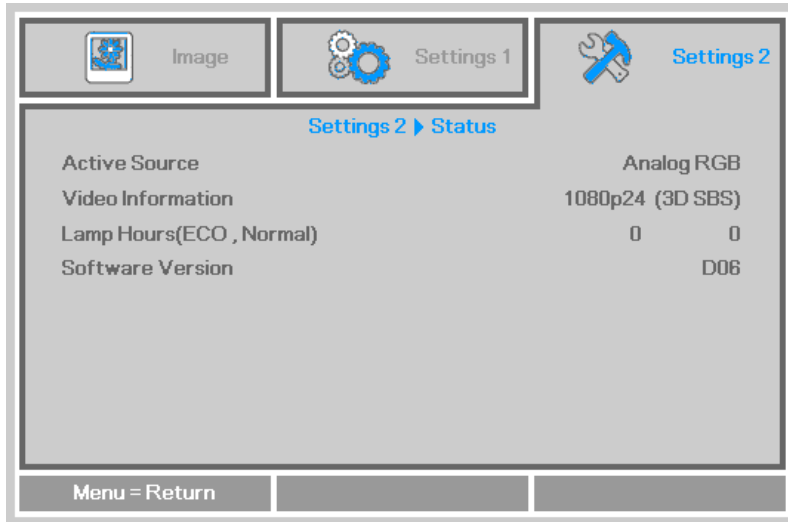 Image
Settings 1
Settings 2
Settings 2 ▶ Status
Active Source Analog RGB
Video Information 1080p24 (3D SBS)
Lamp Hours(ECO , Normal) 0 0
Software Version D06
Menu = Return